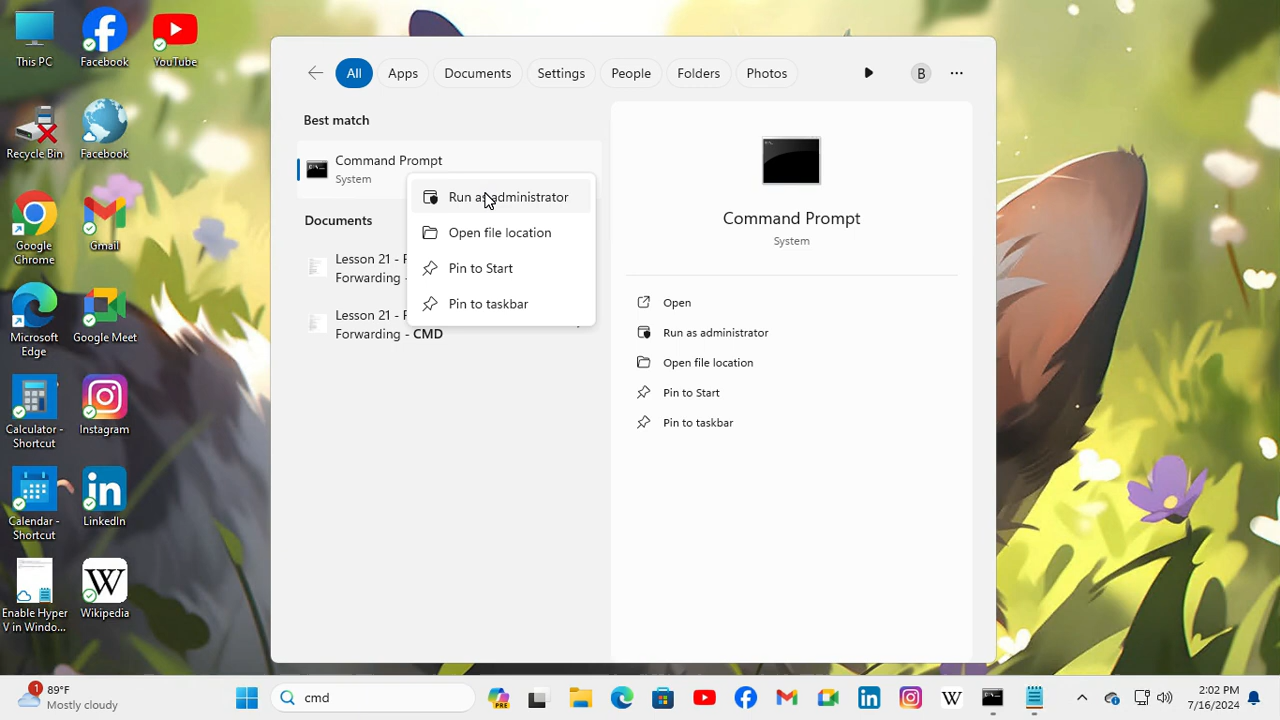 This PC
Facebook
YouTube
Recycle Bin
Facebook
Google
Chrome
Gmail
Microsoft
Edge
Google Meet
Calculator -
Shortcut
Instagram
Calendar -
Shortcut
LinkedIn
Enable Hyper
V in Windo...
Wikipedia
All
Apps
Documents
Settings
People
Folders
Photos
B
Best match
Command Prompt
System
Documents
Lesson 21 -
Forwarding -
Lesson 21 -
Forwarding - CMD
Run as administrator
Open file location
Pin to Start
Pin to taskbar
Command Prompt
System
Open
Run as administrator
Open file location
Pin to Start
Pin to taskbar
1
89°F
Mostly cloudy
cmd
PRE
2:02 PM
7/16/2024